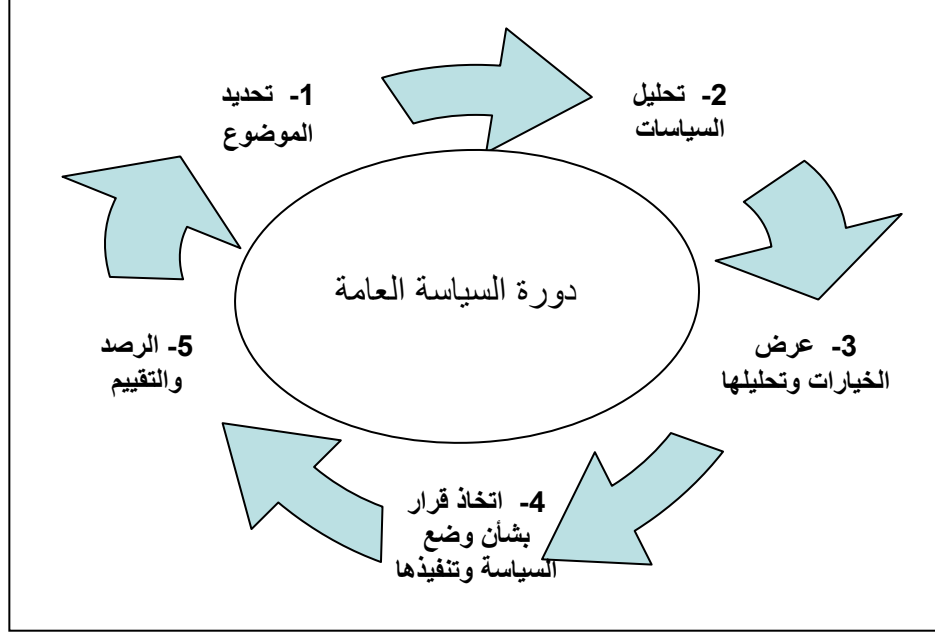 1- تحديد
الموضوع
2- تحليل
السياسات
3- عرض
الخيارات وتحليلها
4- اتخاذ قرار
بشأن وضع
السياسة وتنفيذها
5- الرصد
والتقييم
دورة السياسة العامة